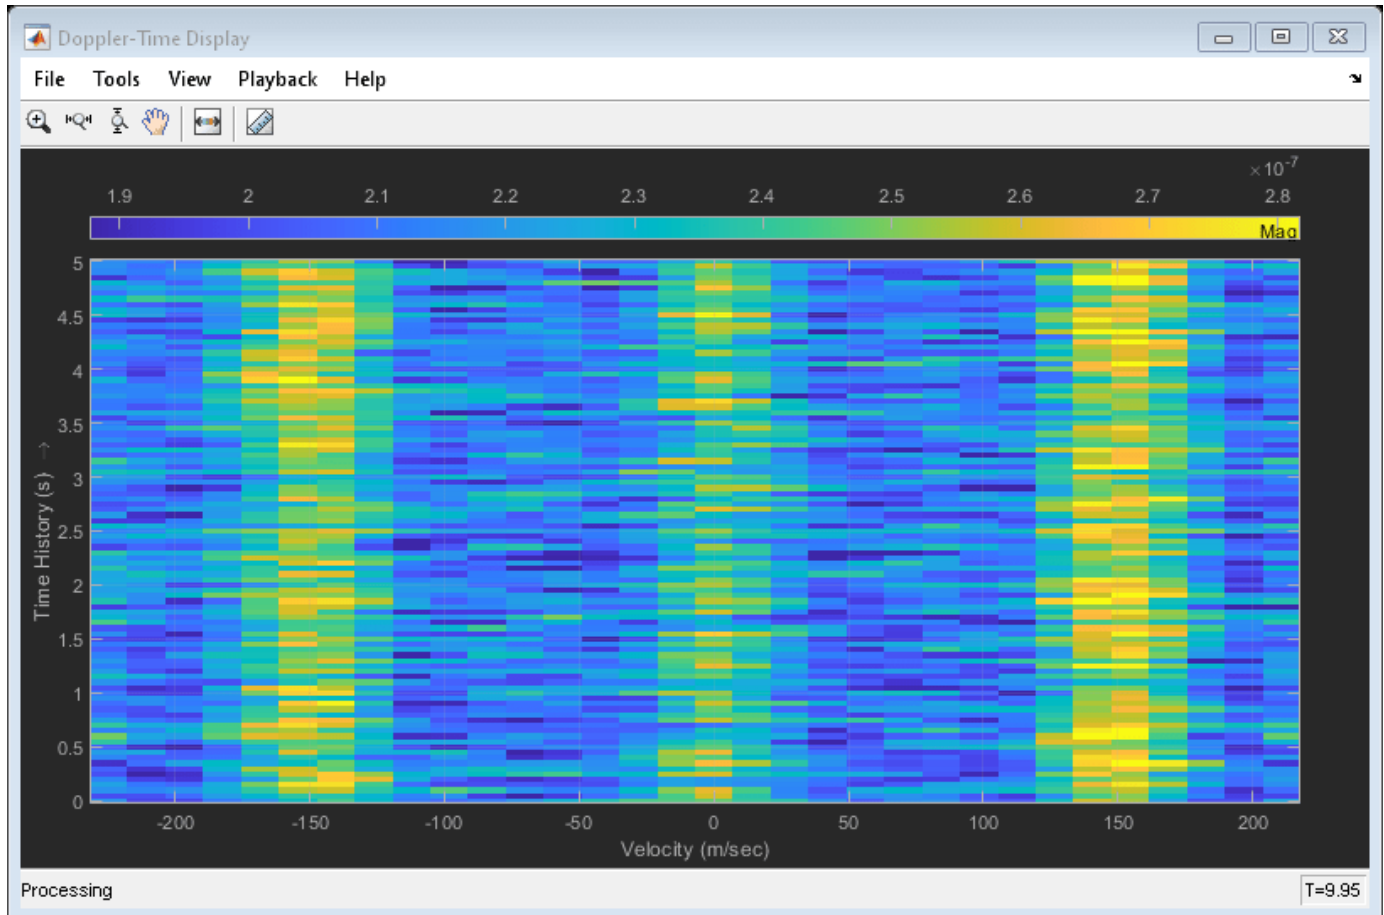 Doppler-Time Display
File Tools View Playback Help
×10-7
1.9 2 2.1 2.2 2.3 2.4 2.5 2.6 2.7 2.8
Mag
5
4.5
4
3.5
3
2.5
2
1.5
1
0.5
0
Time History (s) →
-200 -150 -100 -50 0 50 100 150 200
Velocity (m/sec)
Processing T=9.95